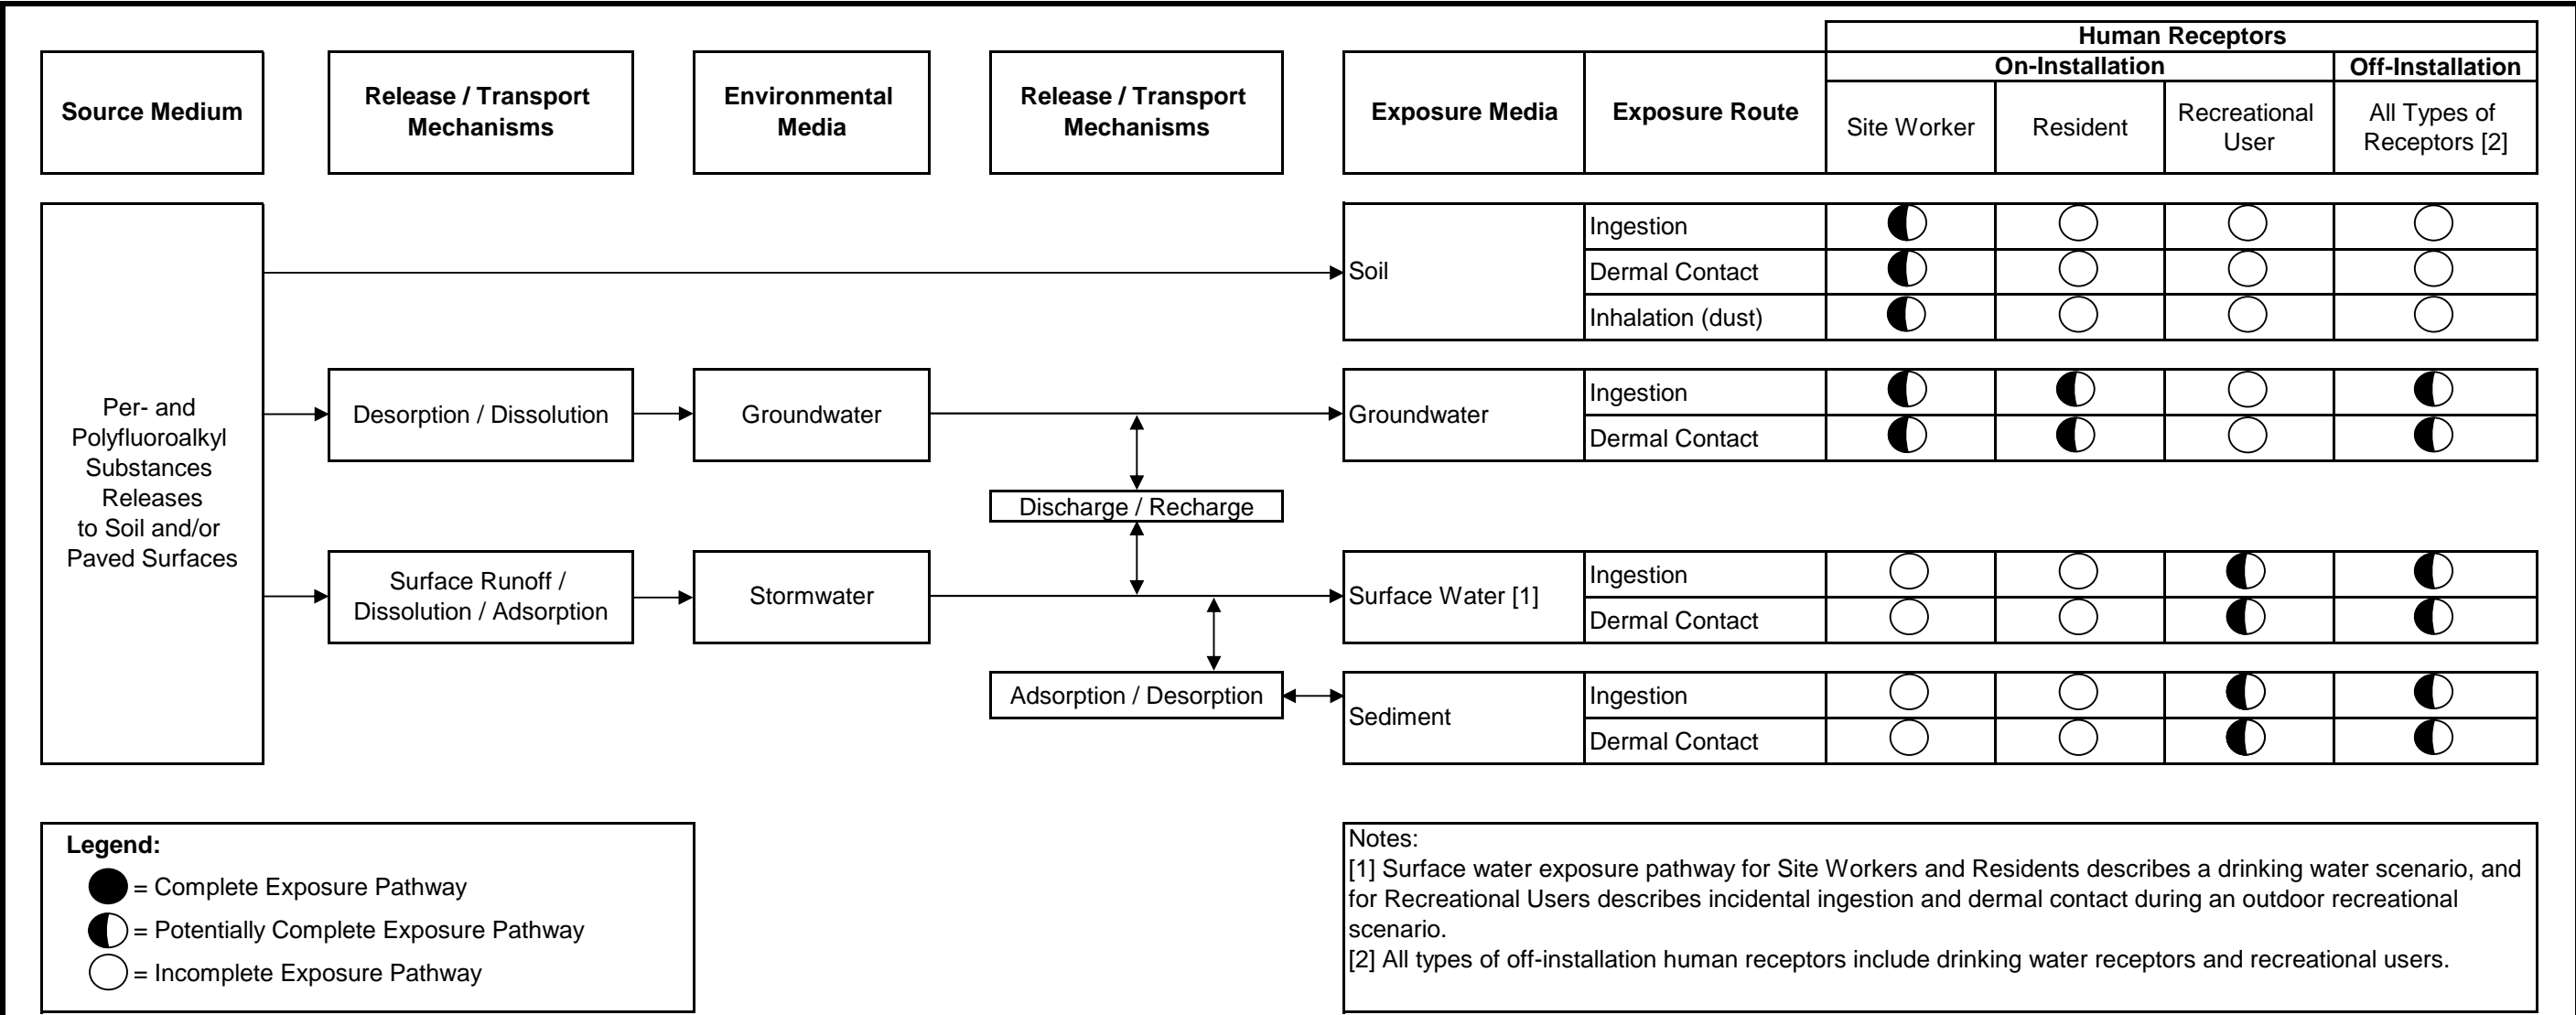 Human Receptors
On-Installation
Off-Installation
Source Medium
Release / Transport
Mechanisms
Environmental
Media
Release / Transport
Mechanisms
Exposure Media
Exposure Route
Site Worker
Resident
Recreational
User
All Types of
Receptors [2]
Per- and
Polyfluoroalkyl
Substances
Releases
to Soil and/or
Paved Surfaces
Soil
Ingestion
Dermal Contact
Inhalation (dust)
Desorption / Dissolution
Groundwater
Groundwater
Ingestion
Dermal Contact
Discharge / Recharge
Surface Runoff /
Dissolution / Adsorption
Stormwater
Surface Water [1]
Ingestion
Dermal Contact
Adsorption / Desorption
Sediment
Ingestion
Dermal Contact
Legend:
= Complete Exposure Pathway
= Potentially Complete Exposure Pathway
= Incomplete Exposure Pathway
Notes:
[1] Surface water exposure pathway for Site Workers and Residents describes a drinking water scenario, and
for Recreational Users describes incidental ingestion and dermal contact during an outdoor recreational
scenario.
[2] All types of off-installation human receptors include drinking water receptors and recreational users.